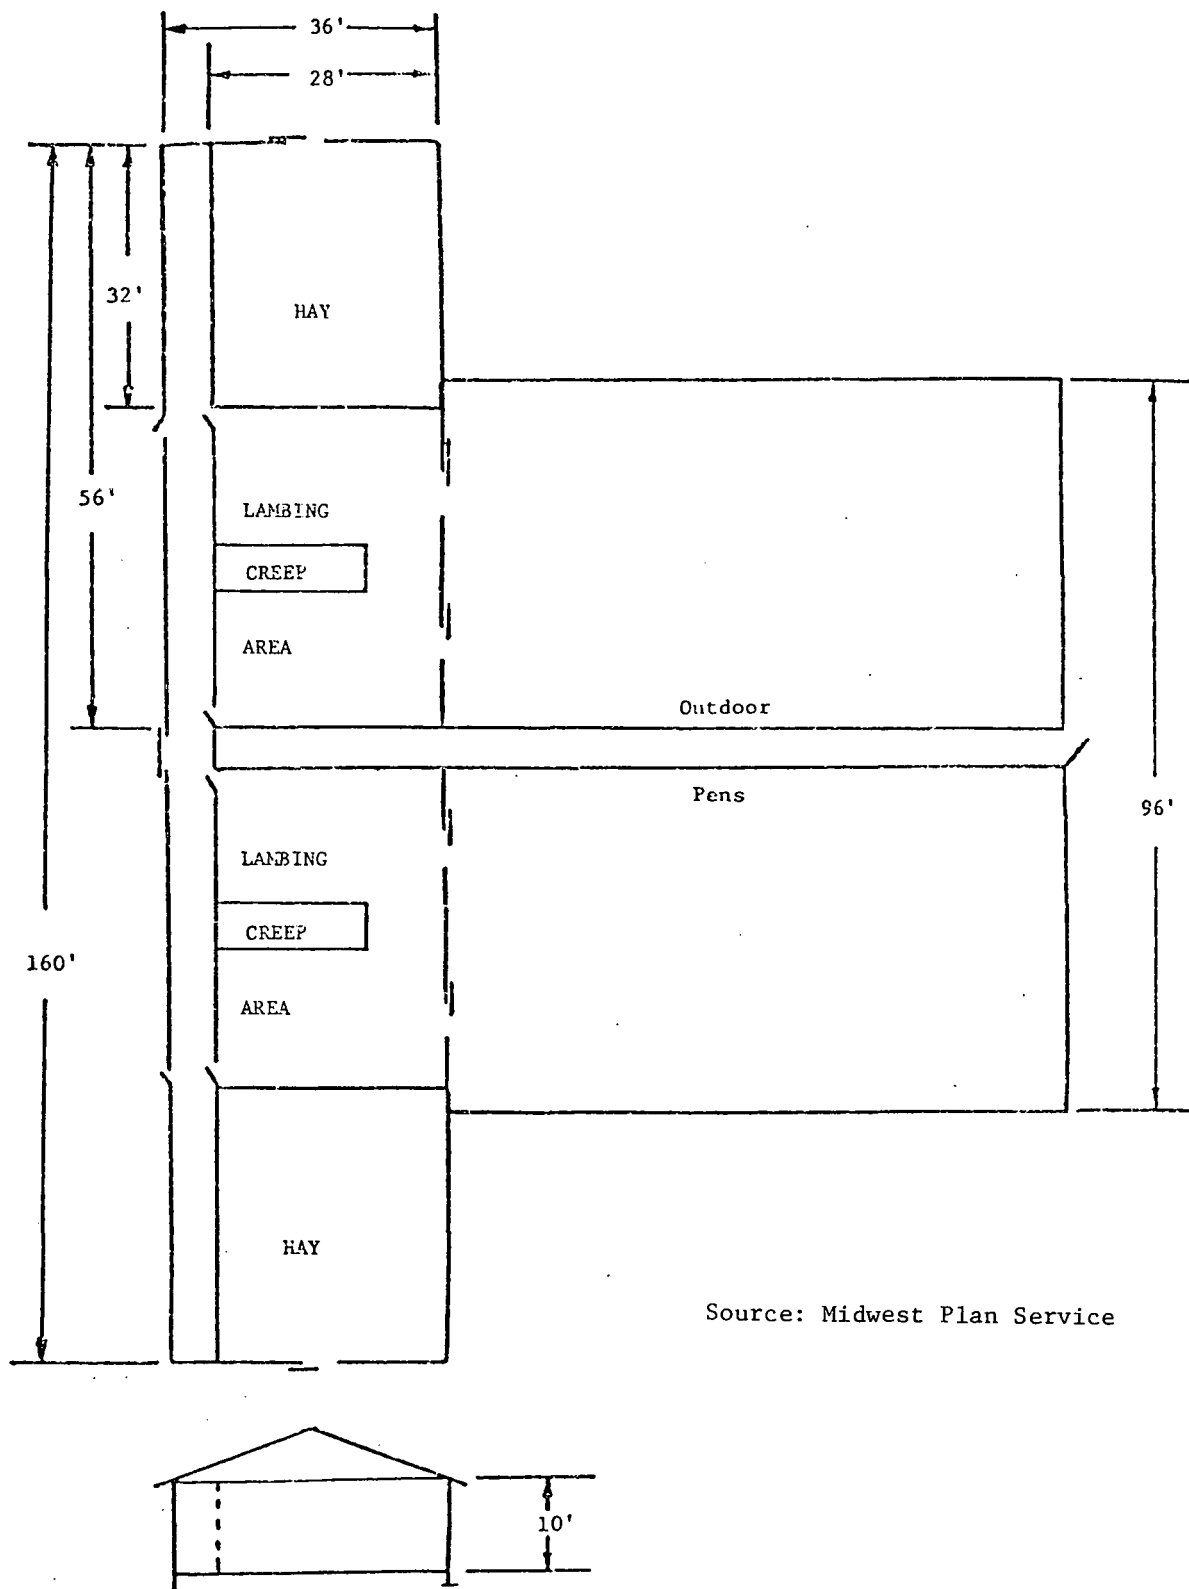 36'
28'
32'
HAY
56'
LAMBING
CREEP
AREA
Outdoor
Pens
96'
LAMBING
CREEP
160'
AREA
HAY
Source: Midwest Plan Service
10'